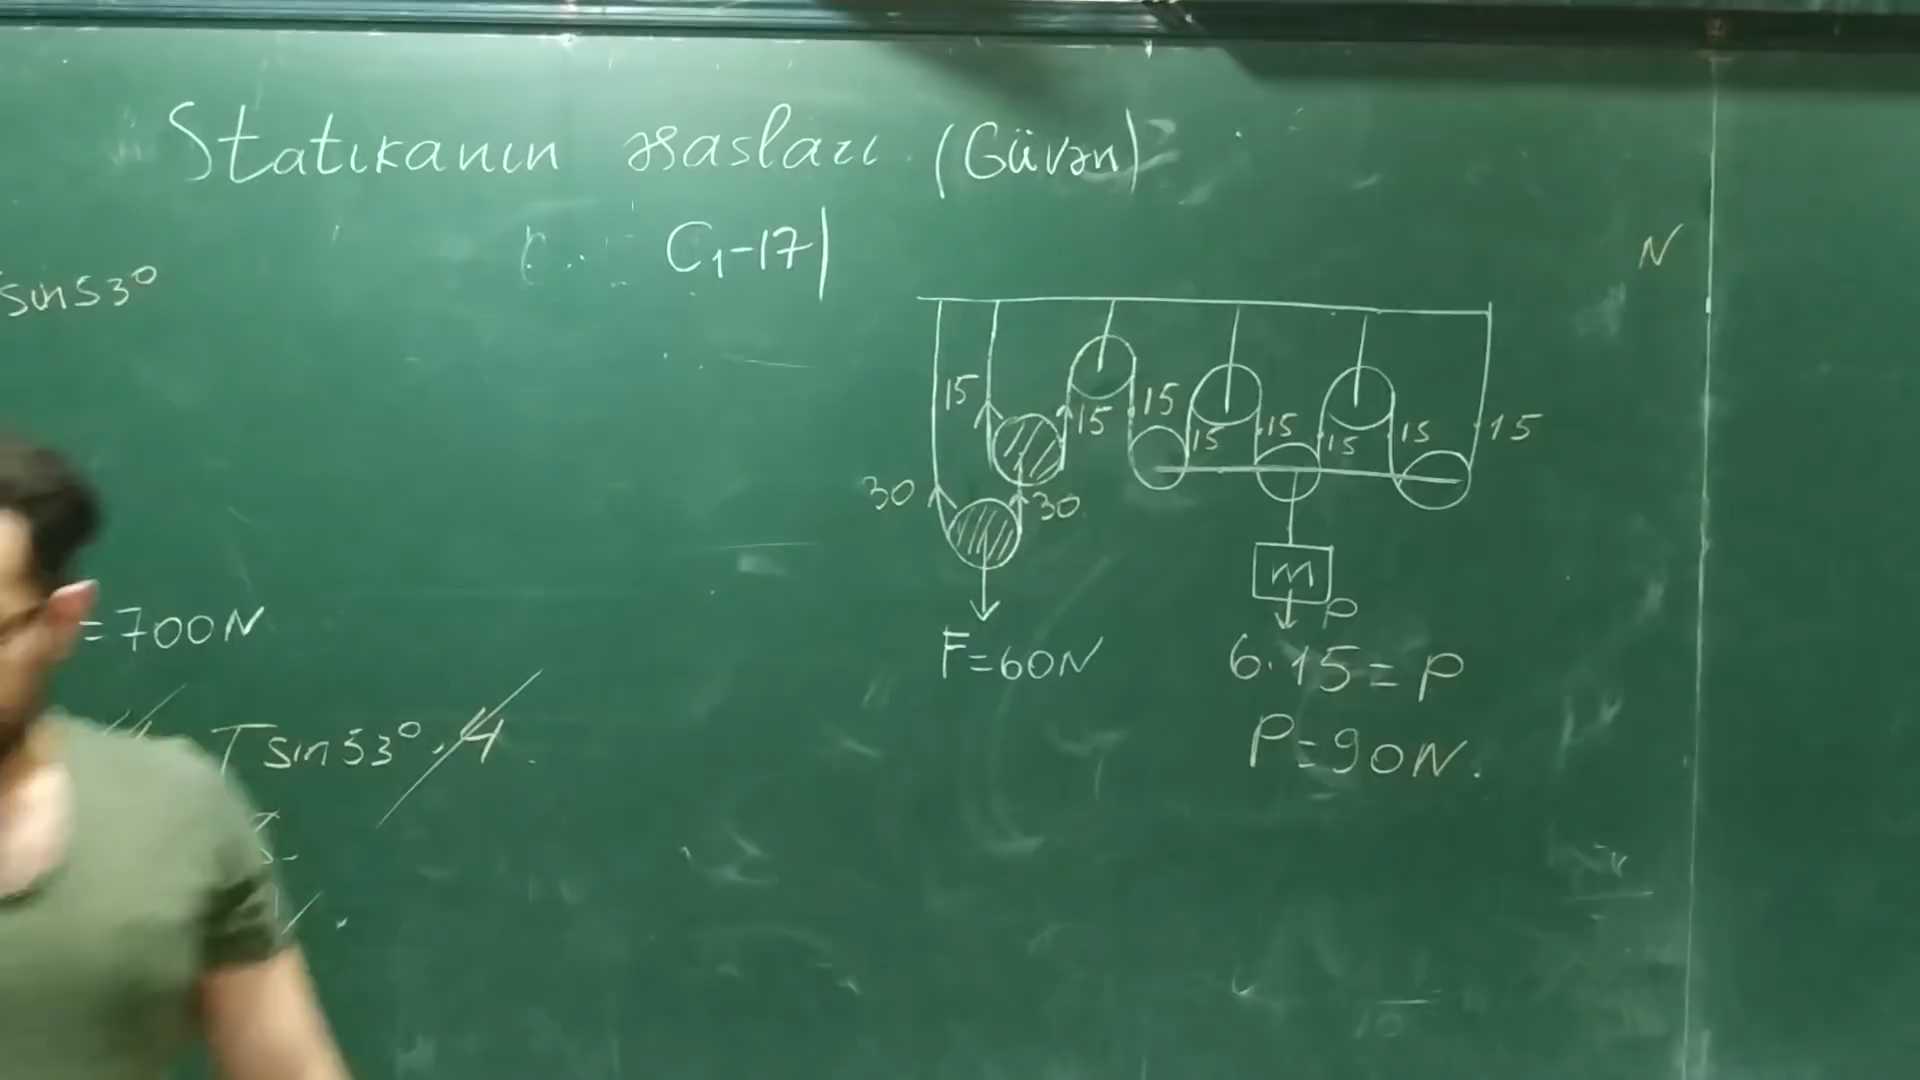 Statikanın əsasları (Güvən)
C₁-17|
sin53°
N
15
15
15
15
15
15
15
15
30
30
m
P
=700N
F=60N
6·15=P
T sin53°·4
P=90N.